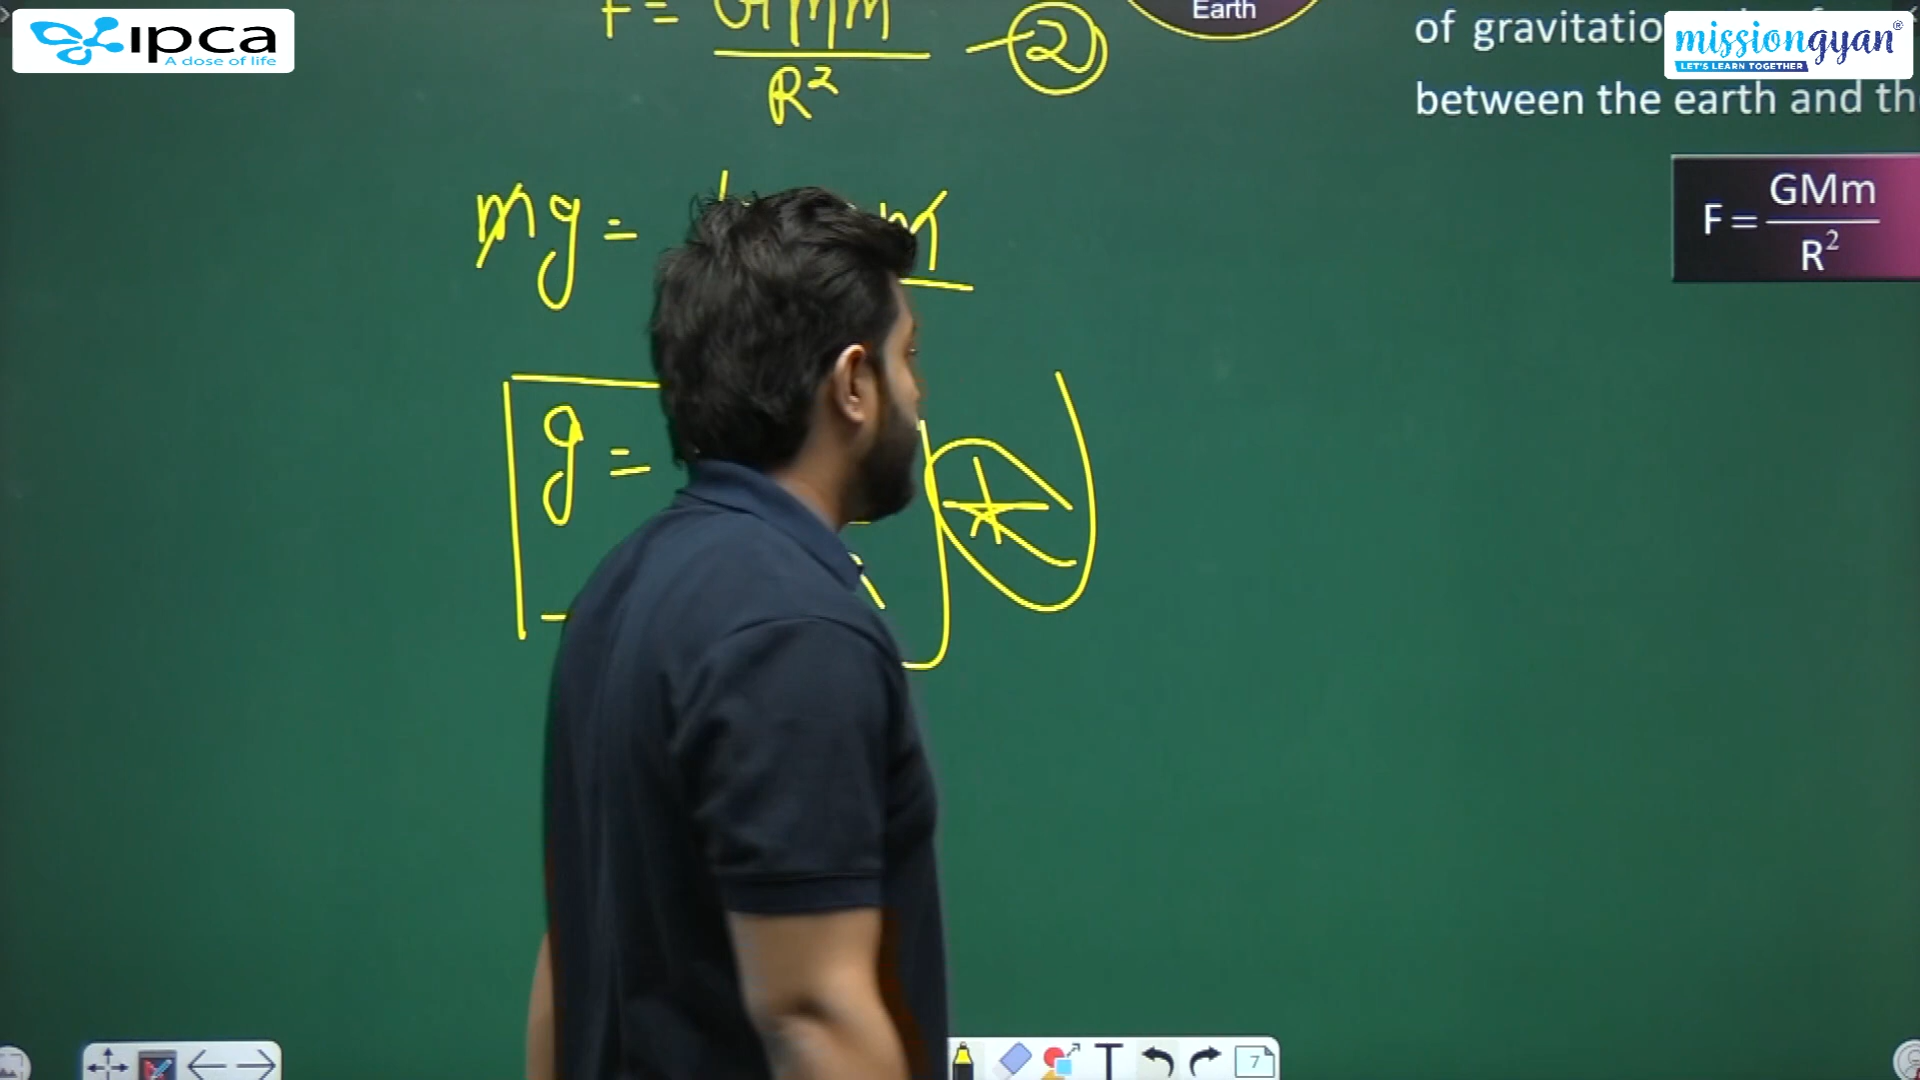 ipca
A dose of life
F = GMm
R²
— 2
Earth
of gravitatio
missiongyan®
LET'S LEARN TOGETHER
between the earth and th
mg = m
F = GMm
R²
g =
T
7